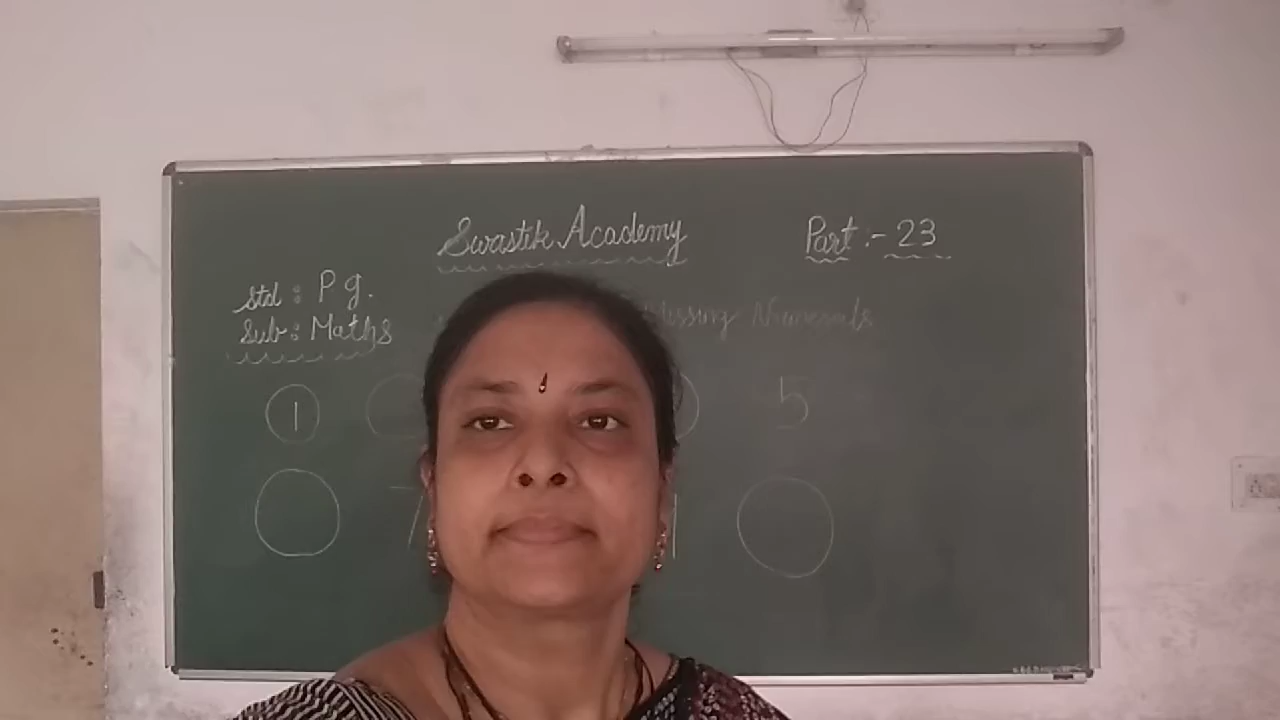 Swastik Academy
Part :- 23
Std : P g.
Sub : Maths
Missing Numerals
1 5
7